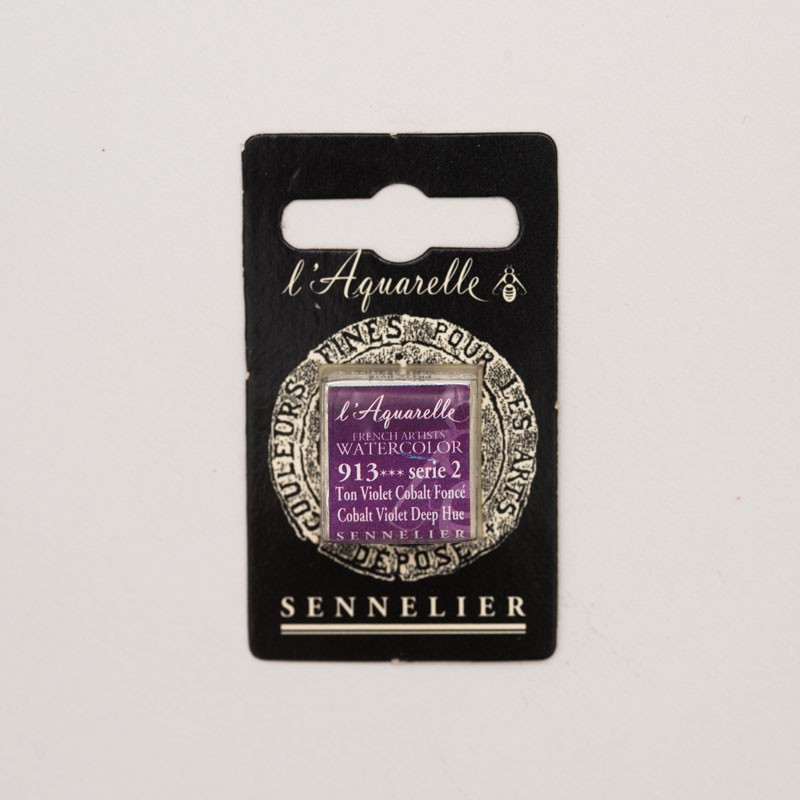 l'Aquarelle
COULEURS FINES POUR LES ARTS
DÉPOSÉ
l'Aquarelle
FRENCH ARTISTS'
WATERCOLOR
913*** serie 2
Ton Violet Cobalt Foncé
Cobalt Violet Deep Hue
SENNELIER
SENNELIER